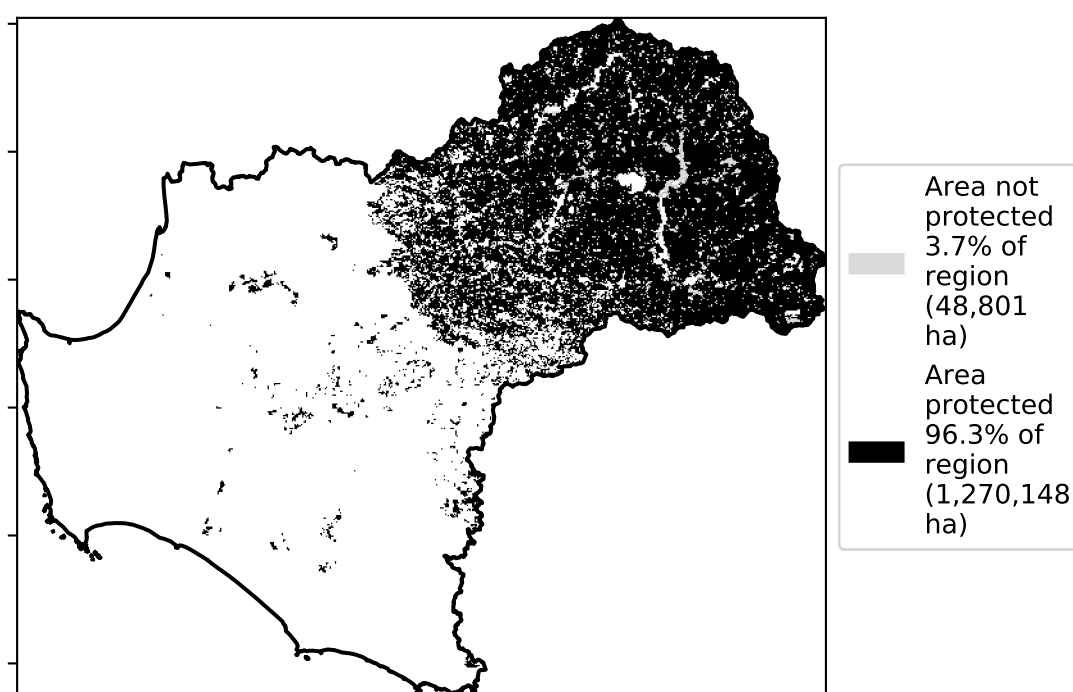 Area not
protected
3.7% of
region
(48,801
ha)
Area
protected
96.3% of
region
(1,270,148
ha)